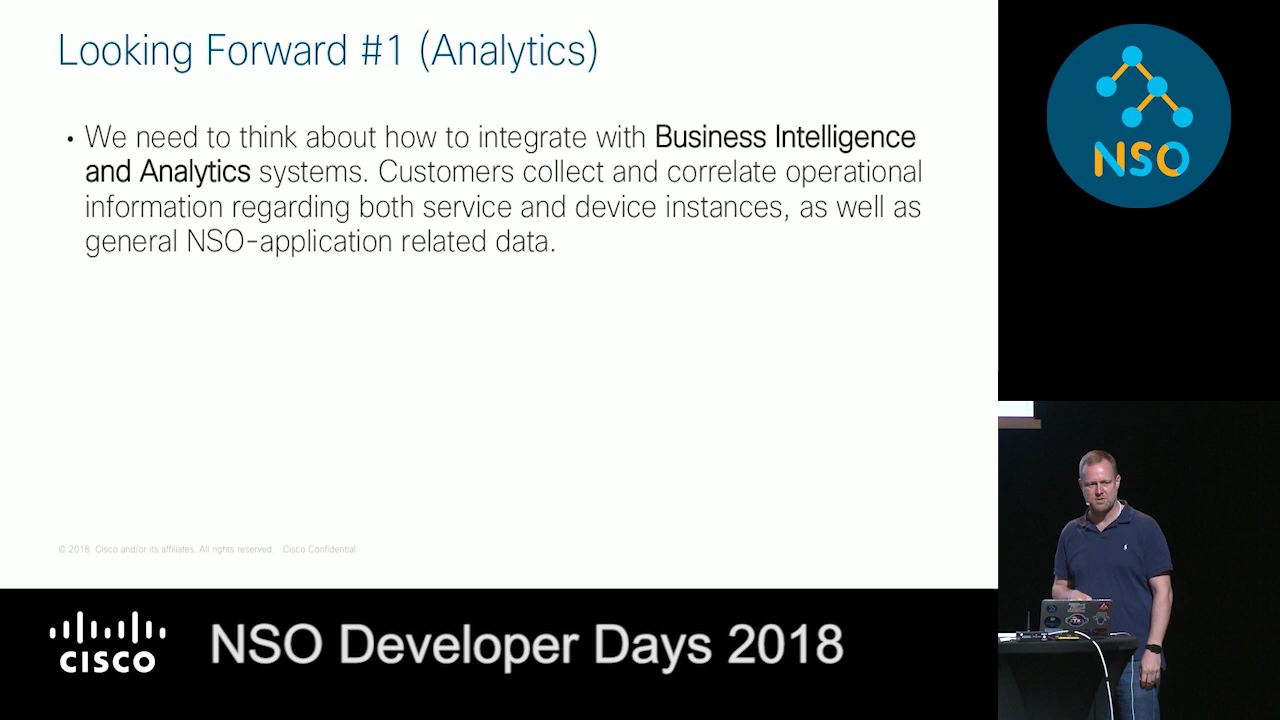 Looking Forward #1 (Analytics)
• We need to think about how to integrate with Business Intelligence
and Analytics systems. Customers collect and correlate operational
information regarding both service and device instances, as well as
general NSO-application related data.
© 2018 Cisco and/or its affiliates. All rights reserved. Cisco Confidential
NSO
CISCO
NSO Developer Days 2018